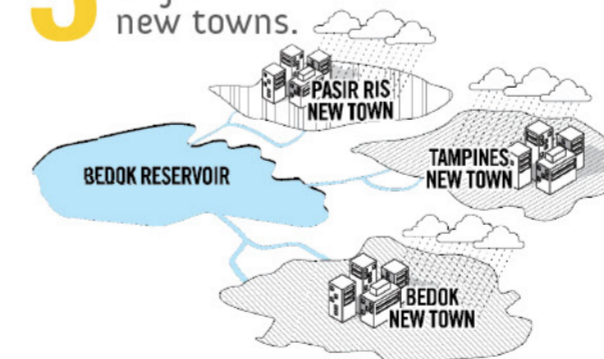 new towns.
PASIR RIS
NEW TOWN
BEDOK RESERVOIR
TAMPINES
NEW TOWN
BEDOK
NEW TOWN